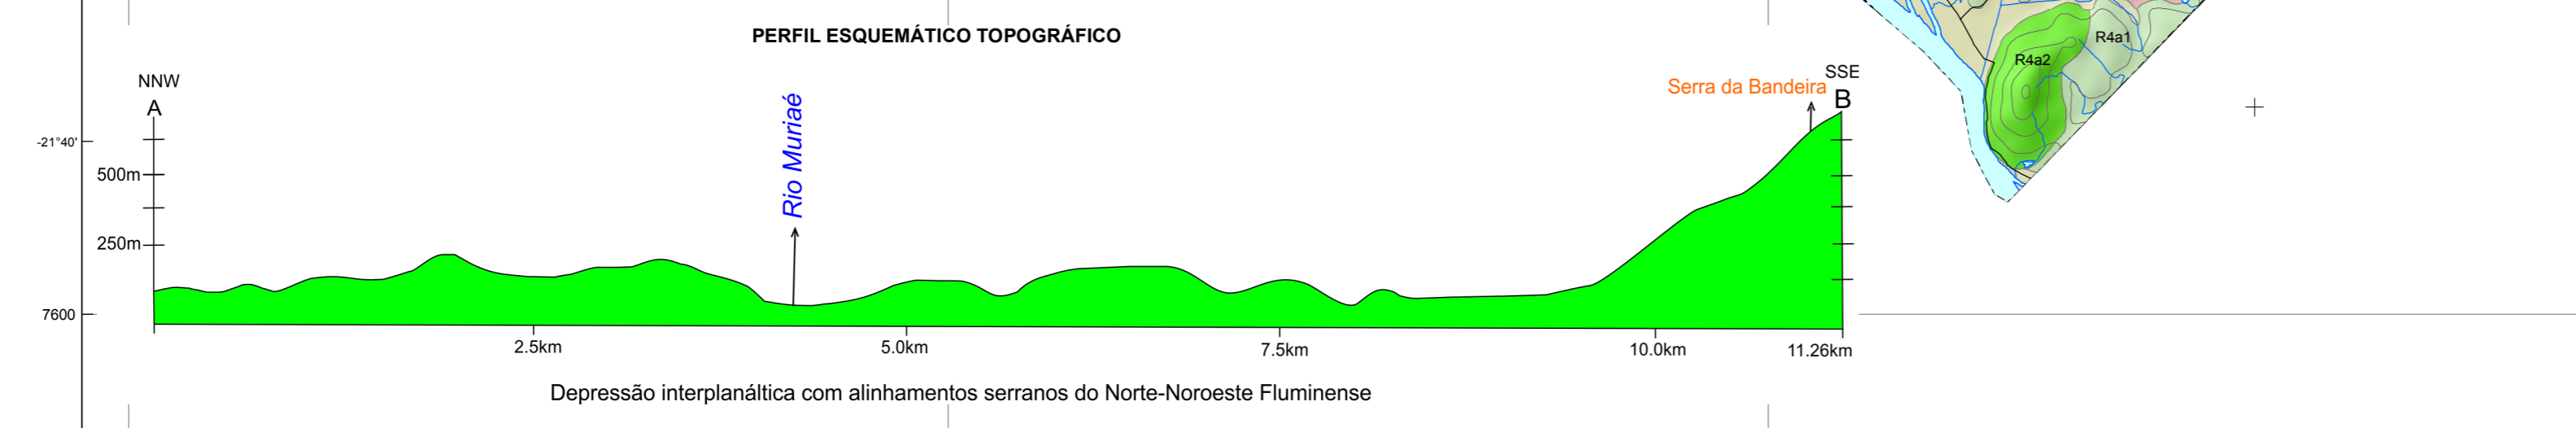 PERFIL ESQUEMÁTICO TOPOGRÁFICO
R4a1
R4a2
NNW
SSE
Serra da Bandeira
A
B
Rio Muriaé
-21°40'
500m
250m
7600
2.5km
5.0km
7.5km
10.0km
11.26km
Depressão interplanáltica com alinhamentos serranos do Norte-Noroeste Fluminense